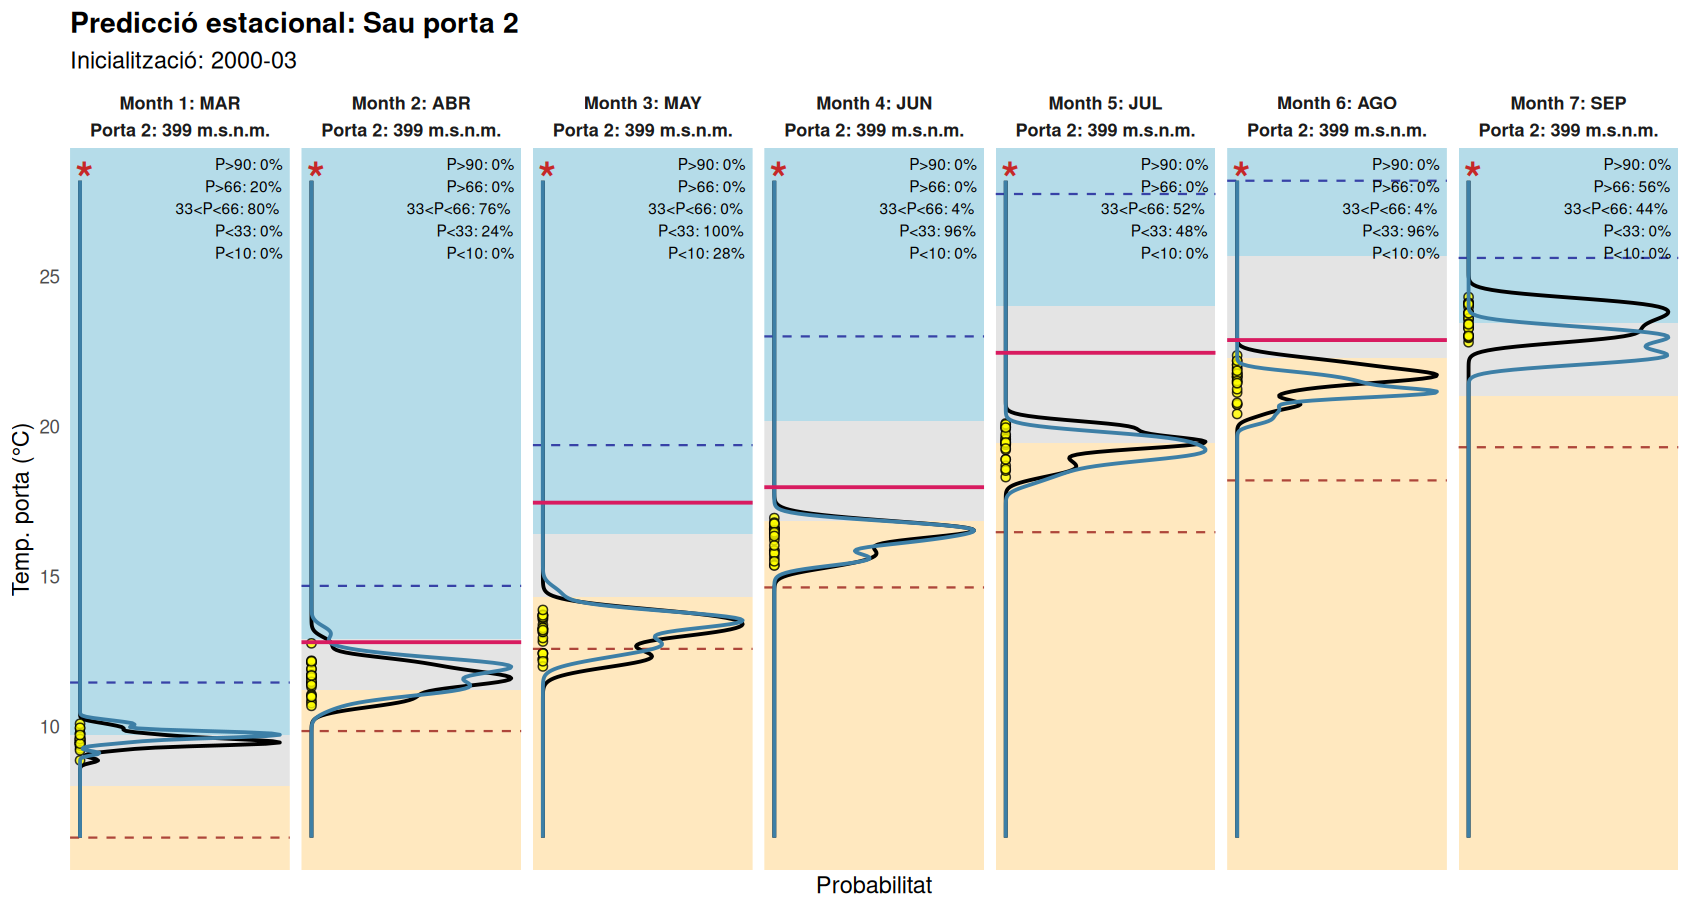 Predicció estacional: Sau porta 2
Inicialització: 2000-03
Month 1: MAR
Porta 2: 399 m.s.n.m.
Month 2: ABR
Porta 2: 399 m.s.n.m.
Month 3: MAY
Porta 2: 399 m.s.n.m.
Month 4: JUN
Porta 2: 399 m.s.n.m.
Month 5: JUL
Porta 2: 399 m.s.n.m.
Month 6: AGO
Porta 2: 399 m.s.n.m.
Month 7: SEP
Porta 2: 399 m.s.n.m.
*
P>90: 0%
P>66: 20%
33<P<66: 80%
P<33: 0%
P<10: 0%
*
P>90: 0%
P>66: 0%
33<P<66: 76%
P<33: 24%
P<10: 0%
*
P>90: 0%
P>66: 0%
33<P<66: 0%
P<33: 100%
P<10: 28%
*
P>90: 0%
P>66: 0%
33<P<66: 4%
P<33: 96%
P<10: 0%
*
P>90: 0%
P>66: 0%
33<P<66: 52%
P<33: 48%
P<10: 0%
*
P>90: 0%
P>66: 0%
33<P<66: 4%
P<33: 96%
P<10: 0%
*
P>90: 0%
P>66: 56%
33<P<66: 44%
P<33: 0%
P<10: 0%
25
20
15
10
Temp. porta (°C)
Probabilitat